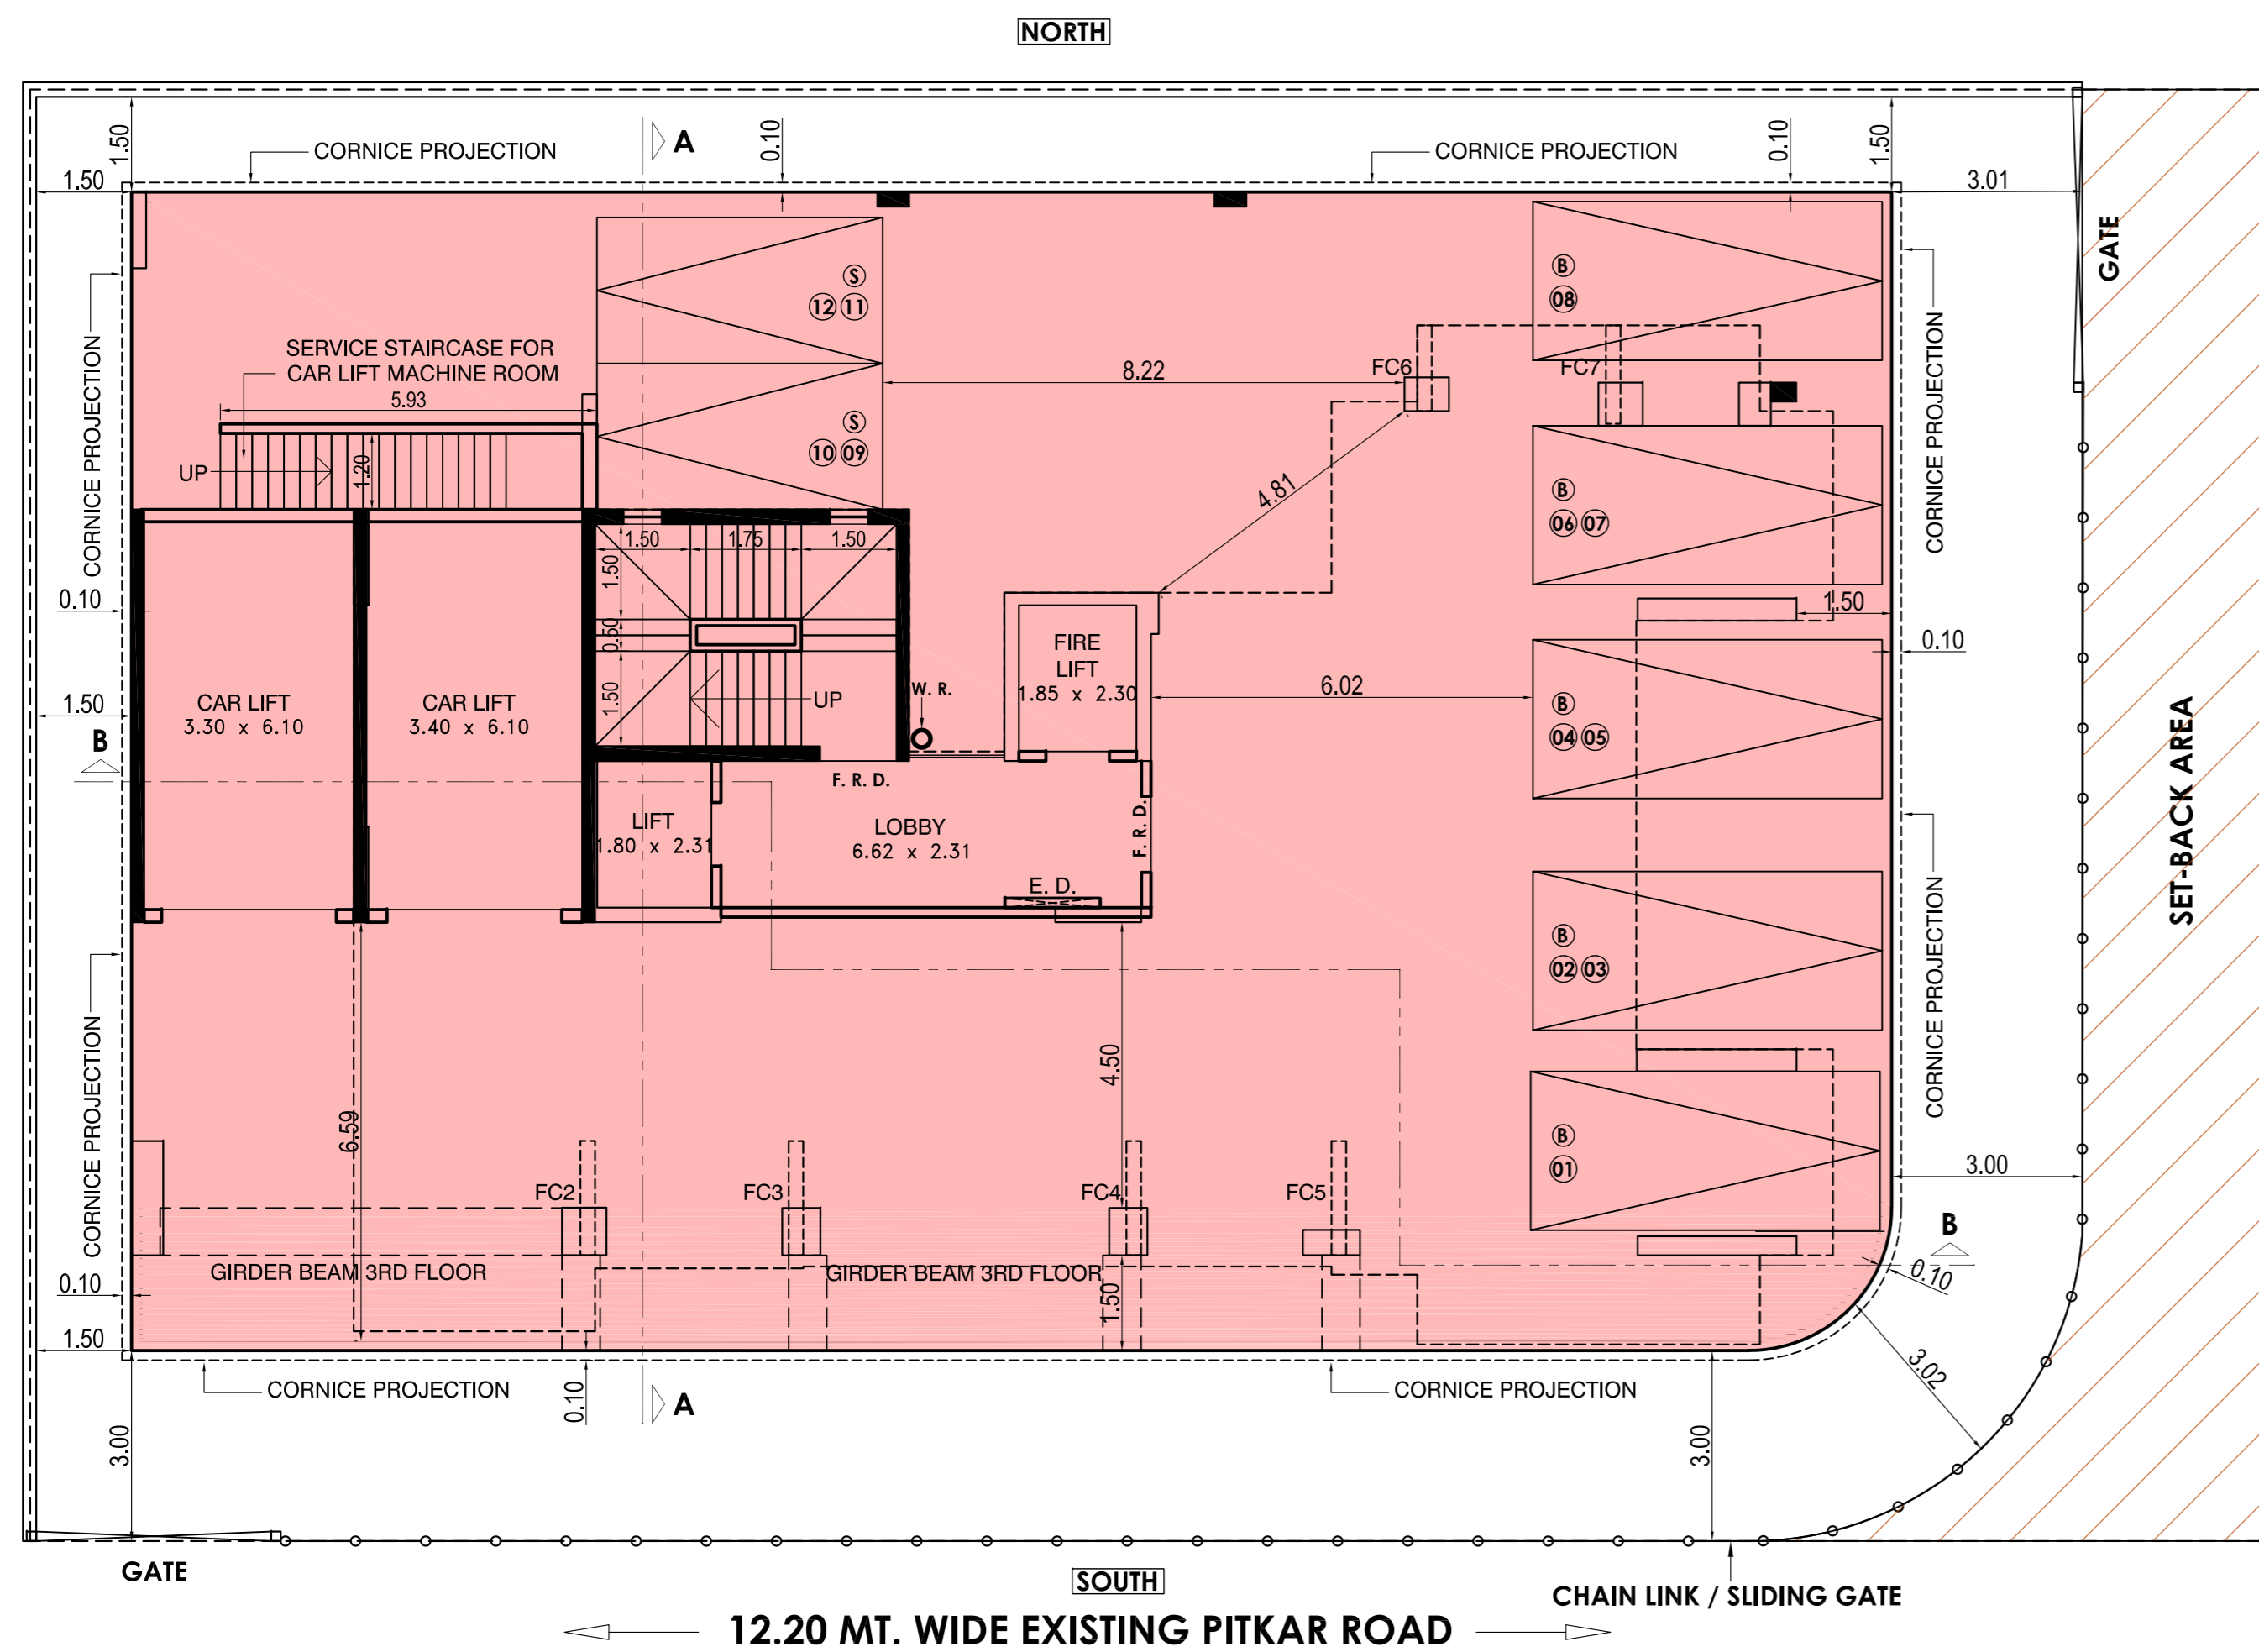 NORTH
1.50
CORNICE PROJECTION
A
0.10
CORNICE PROJECTION
0.10
1.50
1.50
3.01
GATE
CORNICE PROJECTION
S
12 11
B
08
CORNICE PROJECTION
SERVICE STAIRCASE FOR
CAR LIFT MACHINE ROOM
5.93
8.22
FC6
FC7
S
10 09
UP
1.20
4.81
B
06 07
1.50
1.75
1.50
1.50
0.10
1.50
0.50
FIRE
LIFT
1.85 x 2.30
0.10
1.50
UP
W. R.
6.02
CAR LIFT
3.30 x 6.10
CAR LIFT
3.40 x 6.10
B
04 05
1.50
B
F. R. D.
LIFT
1.80 x 2.31
LOBBY
6.62 x 2.31
F. R. D.
E. D.
SET-BACK AREA
CORNICE PROJECTION
B
02 03
CORNICE PROJECTION
6.59
4.50
B
01
3.00
FC2
FC3
FC4
FC5
B
GIRDER BEAM 3RD FLOOR
GIRDER BEAM 3RD FLOOR
0.10
0.10
1.50
1.50
CORNICE PROJECTION
0.10
A
CORNICE PROJECTION
3.02
3.00
3.00
GATE
SOUTH
CHAIN LINK / SLIDING GATE
12.20 MT. WIDE EXISTING PITKAR ROAD